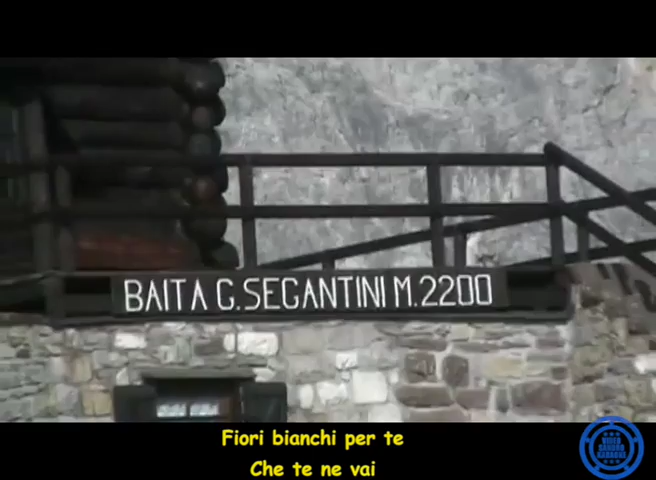 BAITA G. SEGANTINI M. 2200
Fiori bianchi per te
Che te ne vai